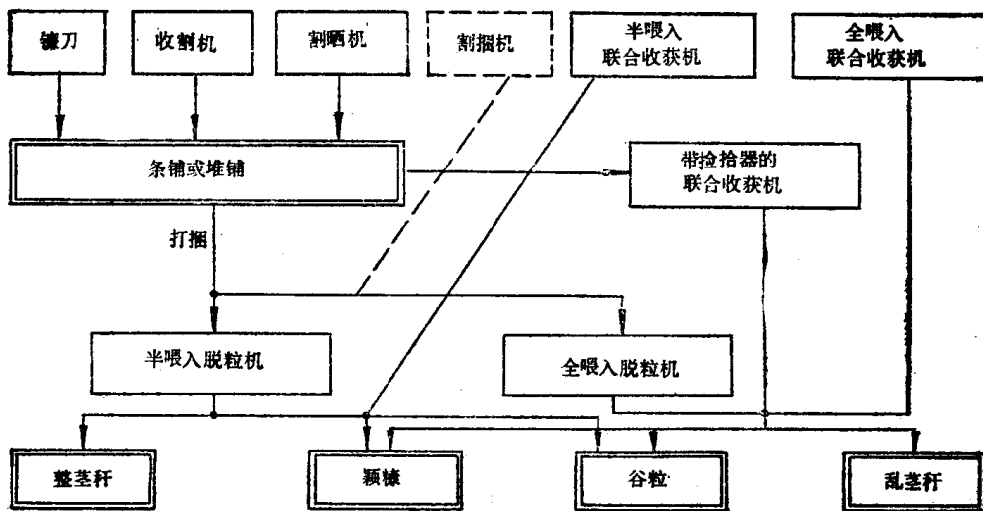 镰刀
收割机
割晒机
割捆机
半喂入
联合收获机
全喂入
联合收获机
条铺或堆铺
带捡拾器的
联合收获机
打捆
半喂入脱粒机
全喂入脱粒机
整茎秆
颖糠
谷粒
乱茎秆